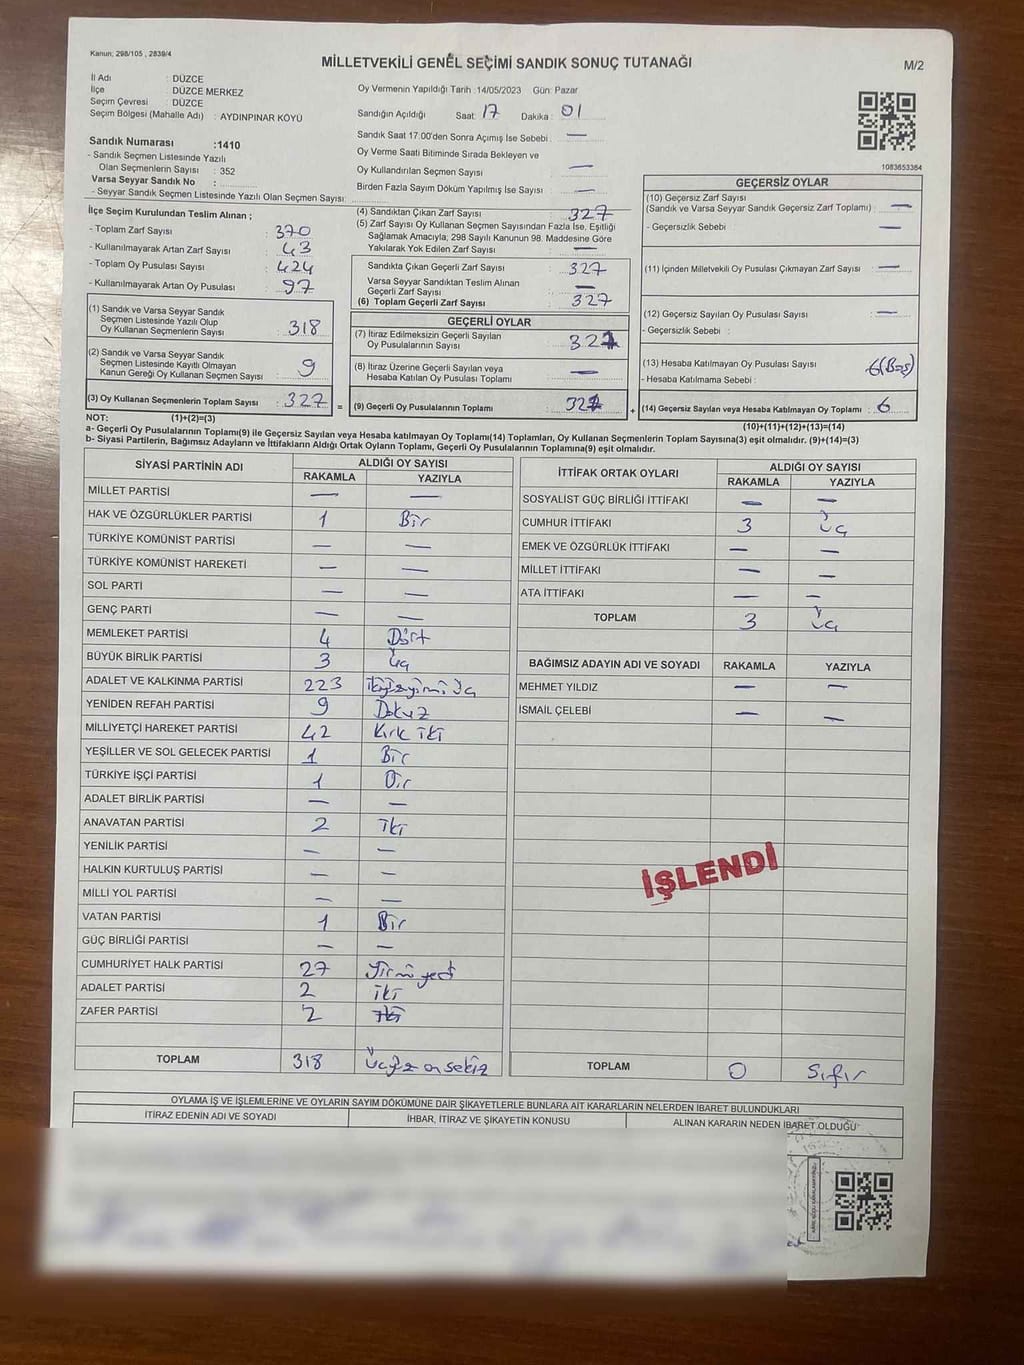 Kanun; 298/105 , 2839/4
MİLLETVEKİLİ GENEL SEÇİMİ SANDIK SONUÇ TUTANAĞI
M/2
İl Adı : DÜZCE
İlçe : DÜZCE MERKEZ
Seçim Çevresi : DÜZCE
Seçim Bölgesi (Mahalle Adı) : AYDINPINAR KÖYÜ
Oy Vermenin Yapıldığı Tarih :14/05/2023 Gün: Pazar
Sandığın Açıldığı Saat: 17 Dakika : 01
Sandık Saat 17.00'den Sonra Açımış İse Sebebi : —
Oy Verme Saati Bitiminde Sırada Bekleyen ve
Oy Kullandırılan Seçmen Sayısı : —
Birden Fazla Sayım Döküm Yapılmış İse Sayısı : —
1083653364
Sandık Numarası :1410
- Sandık Seçmen Listesinde Yazılı
Olan Seçmenlerin Sayısı : 352
Varsa Seyyar Sandık No :
- Seyyar Sandık Seçmen Listesinde Yazılı Olan Seçmen Sayısı:
İlçe Seçim Kurulundan Teslim Alınan ;
- Toplam Zarf Sayısı : 370
- Kullanılmayarak Artan Zarf Sayısı : 43
- Toplam Oy Pusulası Sayısı : 424
- Kullanılmayarak Artan Oy Pusulası : 97
(1) Sandık ve Varsa Seyyar Sandık
Seçmen Listesinde Yazılı Olup
Oy Kullanan Seçmenlerin Sayısı : 318
(2) Sandık ve Varsa Seyyar Sandık
Seçmen Listesinde Kayıtlı Olmayan
Kanun Gereği Oy Kullanan Seçmen Sayısı : 9
(3) Oy Kullanan Seçmenlerin Toplam Sayısı : 327 =
(4) Sandıktan Çıkan Zarf Sayısı : 327
(5) Zarf Sayısı Oy Kullanan Seçmen Sayısından Fazla İse, Eşitliği
Sağlamak Amacıyla; 298 Sayılı Kanunun 98. Maddesine Göre
Yakılarak Yok Edilen Zarf Sayısı : —
Sandıkta Çıkan Geçerli Zarf Sayısı : 327
Varsa Seyyar Sandıktan Teslim Alınan
Geçerli Zarf Sayısı : —
(6) Toplam Geçerli Zarf Sayısı : 327
GEÇERLİ OYLAR
(7) İtiraz Edilmeksizin Geçerli Sayılan
Oy Pusulalarının Sayısı :
(8) İtiraz Üzerine Geçerli Sayılan veya
Hesaba Katılan Oy Pusulası Toplamı : —
(9) Geçerli Oy Pusulalarının Toplamı : +
GEÇERSİZ OYLAR
(10) Geçersiz Zarf Sayısı
(Sandık ve Varsa Seyyar Sandık Geçersiz Zarf Toplamı) : —
- Geçersizlik Sebebi : —
(11) İçinden Milletvekili Oy Pusulası Çıkmayan Zarf Sayısı : —
(12) Geçersiz Sayılan Oy Pusulası Sayısı : —
- Geçersizlik Sebebi :
(13) Hesaba Katılmayan Oy Pusulası Sayısı : 6
- Hesaba Katılmama Sebebi :
(14) Geçersiz Sayılan veya Hesaba Katılmayan Oy Toplamı : 6
NOT: (1)+(2)=(3)
(10)+(11)+(12)+(13)=(14)
a- Geçerli Oy Pusulalarının Toplamı(9) ile Geçersiz Sayılan veya Hesaba katılmayan Oy Toplamı(14) Toplamları, Oy Kullanan Seçmenlerin Toplam Sayısına(3) eşit olmalıdır. (9)+(14)=(3)
b- Siyasi Partilerin, Bağımsız Adayların ve İttifakların Aldığı Ortak Oyların Toplamı, Geçerli Oy Pusulalarının Toplamına(9) eşit olmalıdır.
SİYASİ PARTİNİN ADI ALDIĞI OY SAYISI
RAKAMLA YAZIYLA
MİLLET PARTİSİ — —
HAK VE ÖZGÜRLÜKLER PARTİSİ 1 Bir
TÜRKİYE KOMÜNİST PARTİSİ — —
TÜRKİYE KOMÜNİST HAREKETİ — —
SOL PARTİ — —
GENÇ PARTİ — —
MEMLEKET PARTİSİ 4 Dört
BÜYÜK BİRLİK PARTİSİ 3 Üç
ADALET VE KALKINMA PARTİSİ 223 ikiyüzyirmi üç
YENİDEN REFAH PARTİSİ 9 Dokuz
MİLLİYETÇİ HAREKET PARTİSİ 42 Kırk iki
YEŞİLLER VE SOL GELECEK PARTİSİ 1 Bir
TÜRKİYE İŞÇİ PARTİSİ 1 Bir
ADALET BİRLİK PARTİSİ — —
ANAVATAN PARTİSİ 2 iki
YENİLİK PARTİSİ — —
HALKIN KURTULUŞ PARTİSİ — —
MİLLİ YOL PARTİSİ — —
VATAN PARTİSİ 1 Bir
GÜÇ BİRLİĞİ PARTİSİ — —
CUMHURİYET HALK PARTİSİ 27 Yirmi yedi
ADALET PARTİSİ 2 iki
ZAFER PARTİSİ 2 iki
TOPLAM 318 Üçyüz on sekiz
İTTİFAK ORTAK OYLARI ALDIĞI OY SAYISI
RAKAMLA YAZIYLA
SOSYALİST GÜÇ BİRLİĞİ İTTİFAKI — —
CUMHUR İTTİFAKI 3 Üç
EMEK VE ÖZGÜRLÜK İTTİFAKI — —
MİLLET İTTİFAKI — —
ATA İTTİFAKI — —
TOPLAM 3 Üç
BAĞIMSIZ ADAYIN ADI VE SOYADI RAKAMLA YAZIYLA
MEHMET YILDIZ — —
İSMAİL ÇELEBİ — —
İŞLENDİ
TOPLAM 0 Sıfır
OYLAMA İŞ VE İŞLEMLERİNE VE OYLARIN SAYIM DÖKÜMÜNE DAİR ŞİKAYETLERLE BUNLARA AİT KARARLARIN NELERDEN İBARET BULUNDUKLARI
İTİRAZ EDENİN ADI VE SOYADI İHBAR, İTİRAZ VE ŞİKAYETİN KONUSU ALINAN KARARIN NEDEN İBARET OLDUĞU